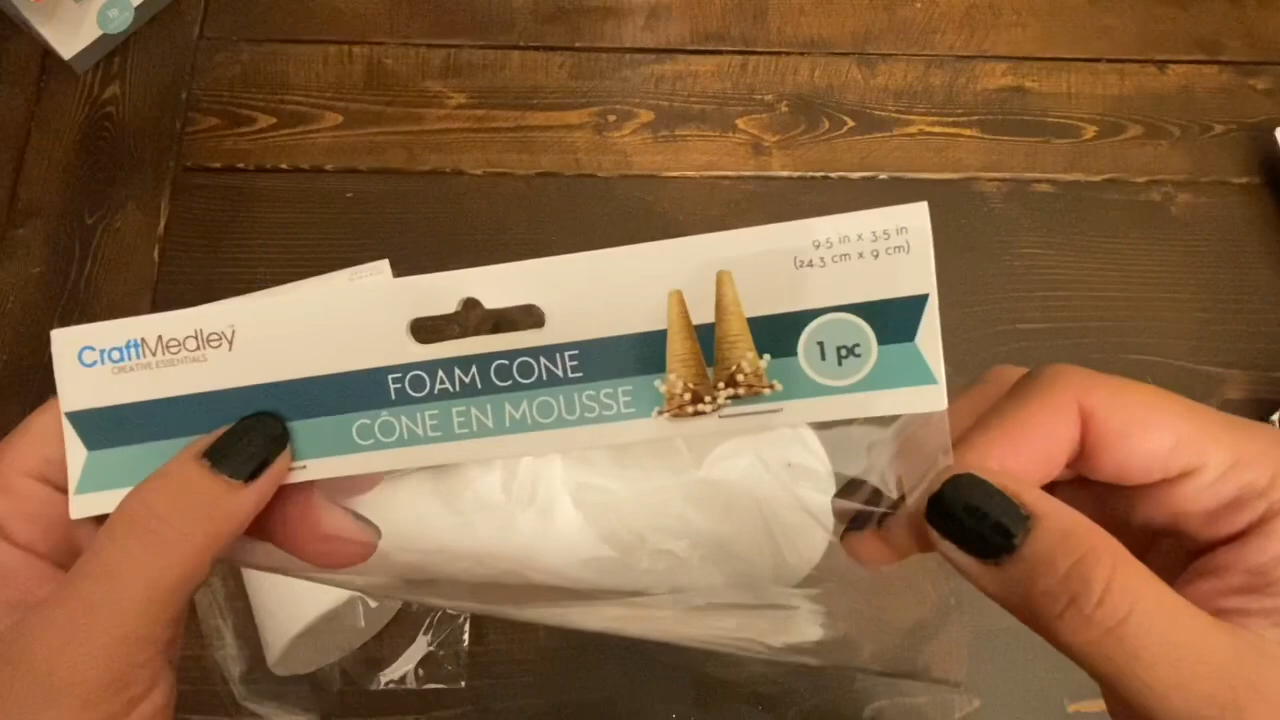 CraftMedley
CREATIVE ESSENTIALS
FOAM CONE
CÔNE EN MOUSSE
9.5 in x 3.5 in
(24.3 cm x 9 cm)
1 pc